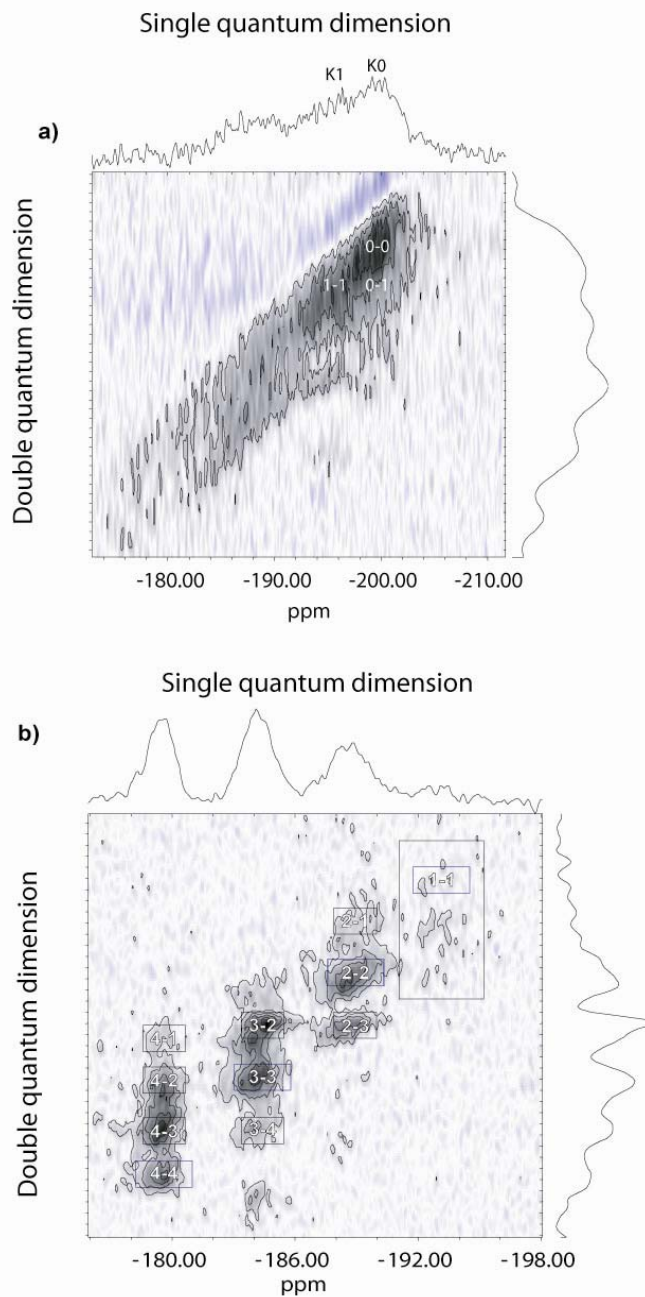 Single quantum dimension
K1 K0
a)
Double quantum dimension
0-0
1-1 0-1
-180.00 -190.00 -200.00 -210.00
ppm
Single quantum dimension
b)
Double quantum dimension
1-1
2-1
2-2
3-2 2-3
4-1
4-2 3-3
4-3 3-4
4-4
-180.00 -186.00 -192.00 -198.00
ppm